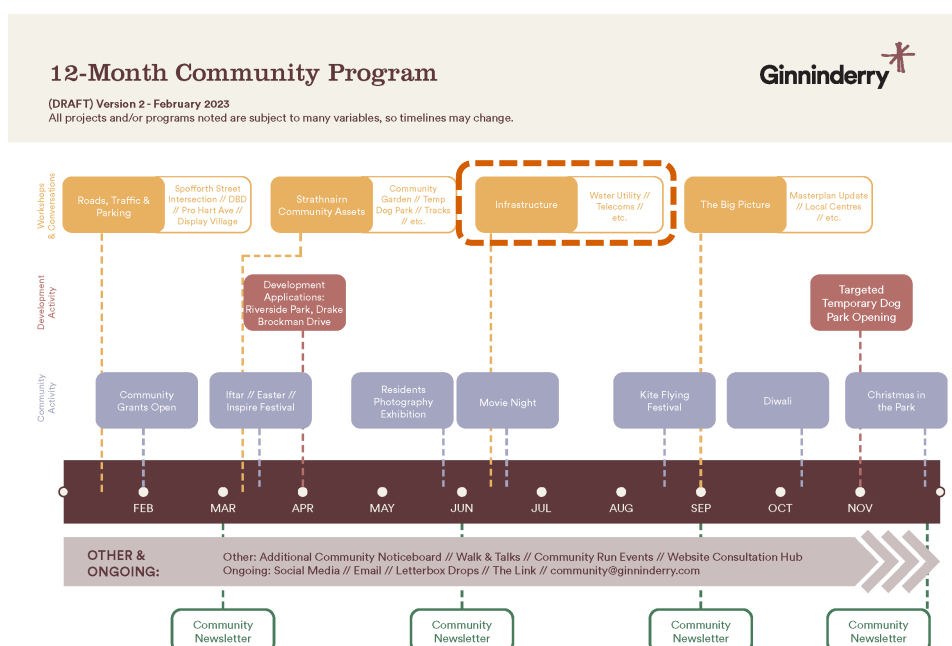 12-Month Community Program
Ginninderry
(DRAFT) Version 2 - February 2023
All projects and/or programs noted are subject to many variables, so timelines may change.
Workshops
& Conversations
Roads, Traffic &
Parking
Spofforth Street
Intersection // DBD
// Pro Hart Ave //
Display Village
Strathnairn
Community Assets
Community
Garden // Temp
Dog Park // Tracks
// etc.
Infrastructure
Water Utility //
Telecoms //
etc.
The Big Picture
Masterplan Update
// Local Centres
// etc.
Development
Activity
Development
Applications:
Riverside Park, Drake
Brockman Drive
Targeted
Temporary Dog
Park Opening
Community
Activity
Community
Grants Open
Iftar // Easter //
Inspire Festival
Residents
Photography
Exhibition
Movie Night
Kite Flying
Festival
Diwali
Christmas in
the Park
FEB MAR APR MAY JUN JUL AUG SEP OCT NOV
OTHER &
ONGOING:
Other: Additional Community Noticeboard // Walk & Talks // Community Run Events // Website Consultation Hub
Ongoing: Social Media // Email // Letterbox Drops // The Link // community@ginninderry.com
Community
Newsletter
Community
Newsletter
Community
Newsletter
Community
Newsletter